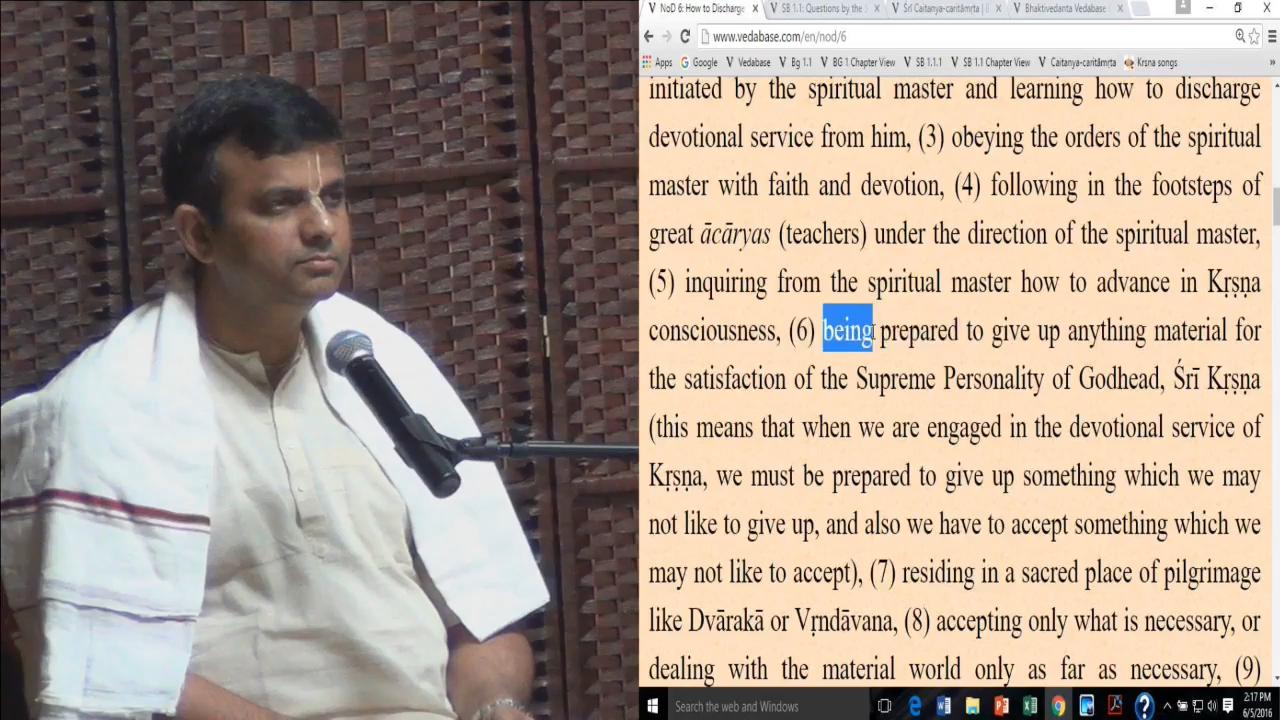 NoD 6: How to Discharge
SB 1.1: Questions by the
Śrī Caitanya-caritāmṛta |
Bhaktivedanta Vedabase
www.vedabase.com/en/nod/6
Apps Google Vedabase Bg 1.1 BG 1 Chapter View SB 1.1.1 SB 1.1 Chapter View Caitanya-caritāmṛta Krsna songs
initiated by the spiritual master and learning how to discharge
devotional service from him, (3) obeying the orders of the spiritual
master with faith and devotion, (4) following in the footsteps of
great ācāryas (teachers) under the direction of the spiritual master,
(5) inquiring from the spiritual master how to advance in Kṛṣṇa
consciousness, (6) being prepared to give up anything material for
the satisfaction of the Supreme Personality of Godhead, Śrī Kṛṣṇa
(this means that when we are engaged in the devotional service of
Kṛṣṇa, we must be prepared to give up something which we may
not like to give up, and also we have to accept something which we
may not like to accept), (7) residing in a sacred place of pilgrimage
like Dvārakā or Vṛndāvana, (8) accepting only what is necessary, or
dealing with the material world only as far as necessary, (9)
Search the web and Windows
2:17 PM
6/5/2016